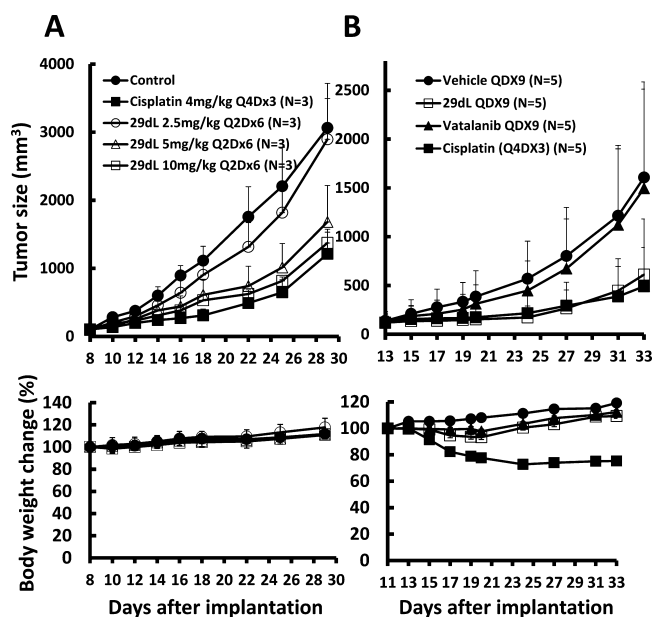 A
B
Tumor size (mm³)
4000
3000
2000
1000
0
Control
Cisplatin 4mg/kg Q4Dx3 (N=3)
29dL 2.5mg/kg Q2Dx6 (N=3)
29dL 5mg/kg Q2Dx6 (N=3)
29dL 10mg/kg Q2Dx6 (N=3)
8 10 12 14 16 18 20 22 24 26 28 30
2500
2000
1500
1000
500
0
Vehicle QDX9 (N=5)
29dL QDX9 (N=5)
Vatalanib QDX9 (N=5)
Cisplatin (Q4DX3) (N=5)
13 15 17 19 21 23 25 27 29 31 33
Body weight change (%)
140
120
100
80
60
40
20
0
8 10 12 14 16 18 20 22 24 26 28 30
Days after implantation
120
100
80
60
40
20
0
11 13 15 17 19 21 23 25 27 29 31 33
Days after implantation